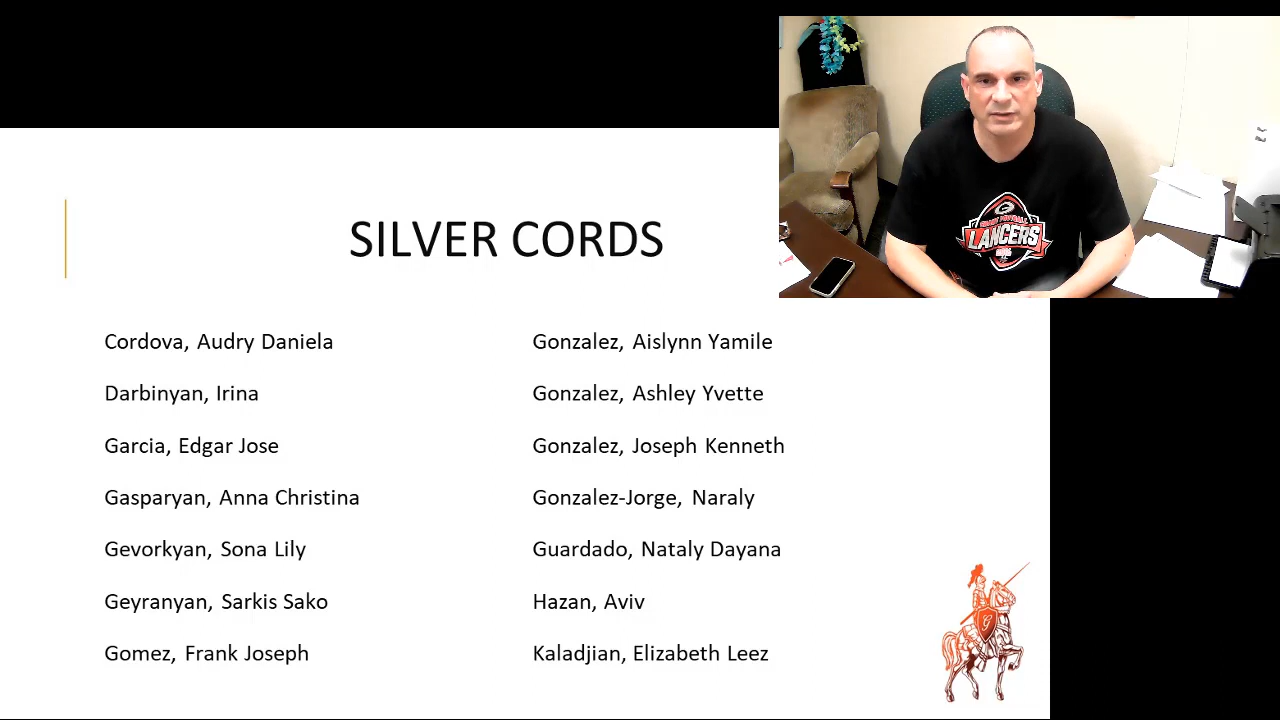 SILVER CORDS
Cordova, Audry Daniela
Darbinyan, Irina
Garcia, Edgar Jose
Gasparyan, Anna Christina
Gevorkyan, Sona Lily
Geyranyan, Sarkis Sako
Gomez, Frank Joseph
Gonzalez, Aislynn Yamile
Gonzalez, Ashley Yvette
Gonzalez, Joseph Kenneth
Gonzalez-Jorge, Naraly
Guardado, Nataly Dayana
Hazan, Aviv
Kaladjian, Elizabeth Leez
GRANT FOOTBALL
LANCERS
G